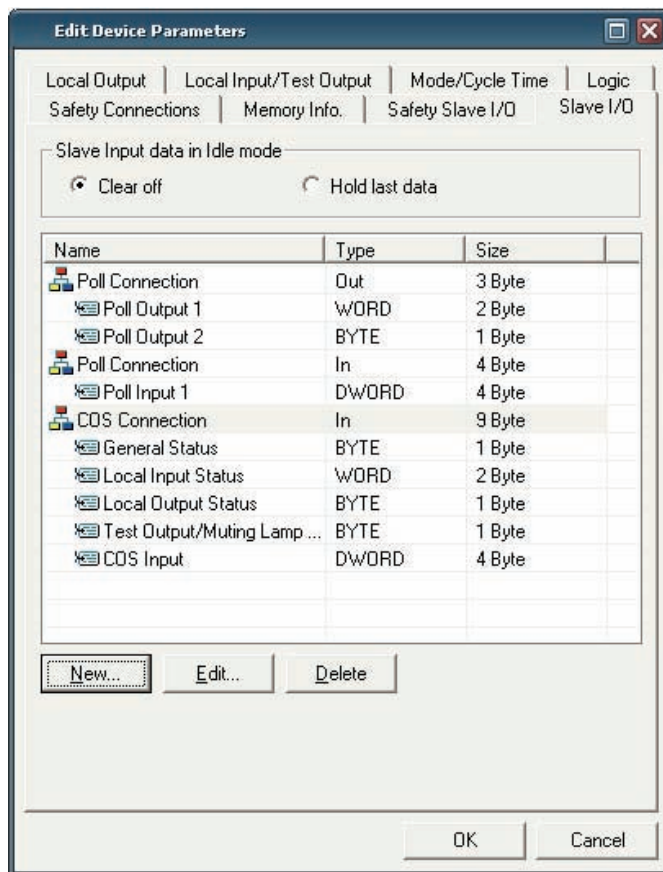 Edit Device Parameters
Local Output Local Input/Test Output Mode/Cycle Time Logic
Safety Connections Memory Info. Safety Slave I/O Slave I/O
Slave Input data in Idle mode
Clear off Hold last data
Name Type Size
Poll Connection Out 3 Byte
Poll Output 1 WORD 2 Byte
Poll Output 2 BYTE 1 Byte
Poll Connection In 4 Byte
Poll Input 1 DWORD 4 Byte
COS Connection In 9 Byte
General Status BYTE 1 Byte
Local Input Status WORD 2 Byte
Local Output Status BYTE 1 Byte
Test Output/Muting Lamp ... BYTE 1 Byte
COS Input DWORD 4 Byte
New... Edit... Delete
OK Cancel